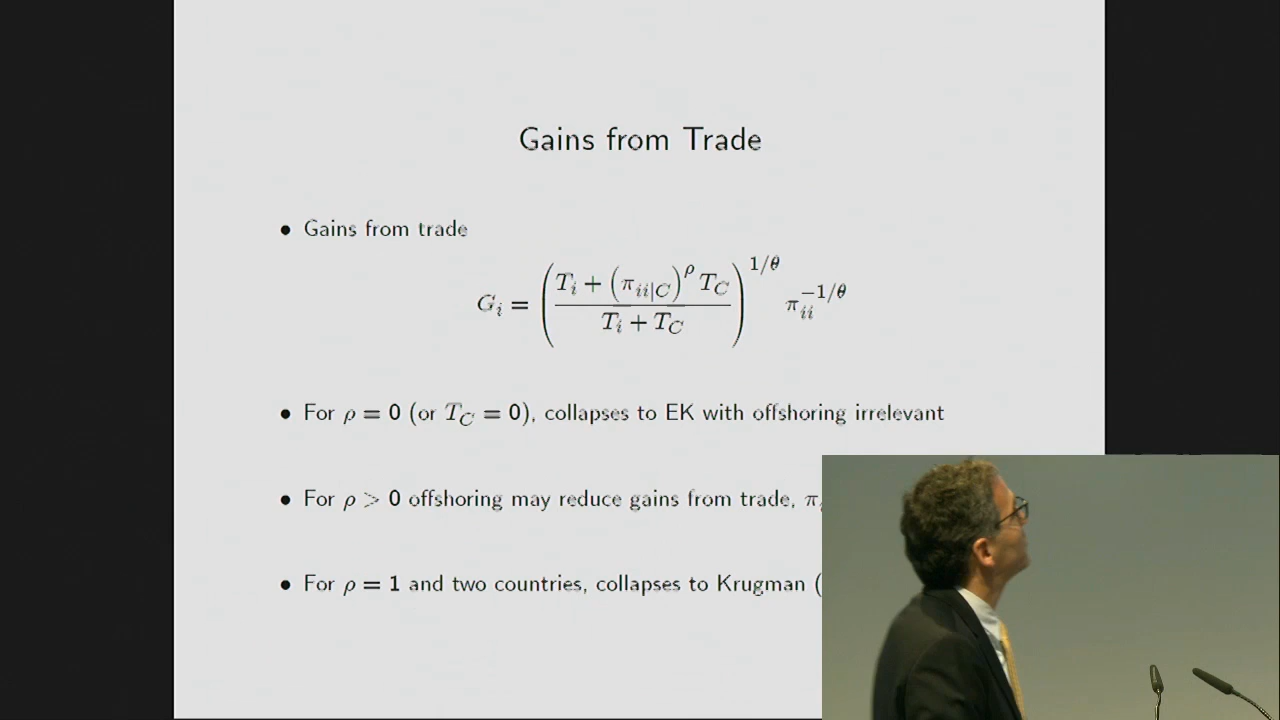 Gains from Trade
• Gains from trade
G_i = ( (T_i + (π_{ii|C})^ρ T_C) / (T_i + T_C) )^{1/θ} π_{ii}^{-1/θ}
• For ρ = 0 (or T_C = 0), collapses to EK with offshoring irrelevant
• For ρ > 0 offshoring may reduce gains from trade,
• For ρ = 1 and two countries, collapses to Krugman (